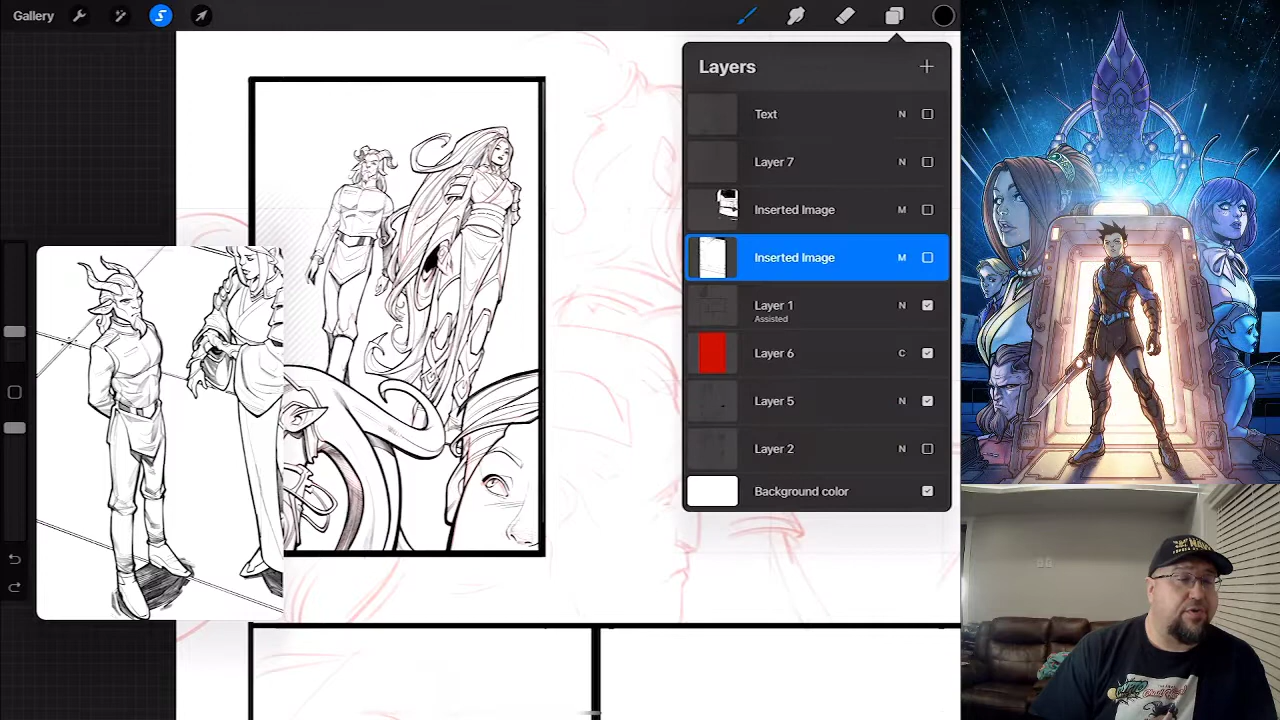 Gallery
Layers
Text N
Layer 7 N
Inserted Image M
Inserted Image M
Layer 1 N
Assisted
Layer 6 C
Layer 5 N
Layer 2 N
Background color
NAVY